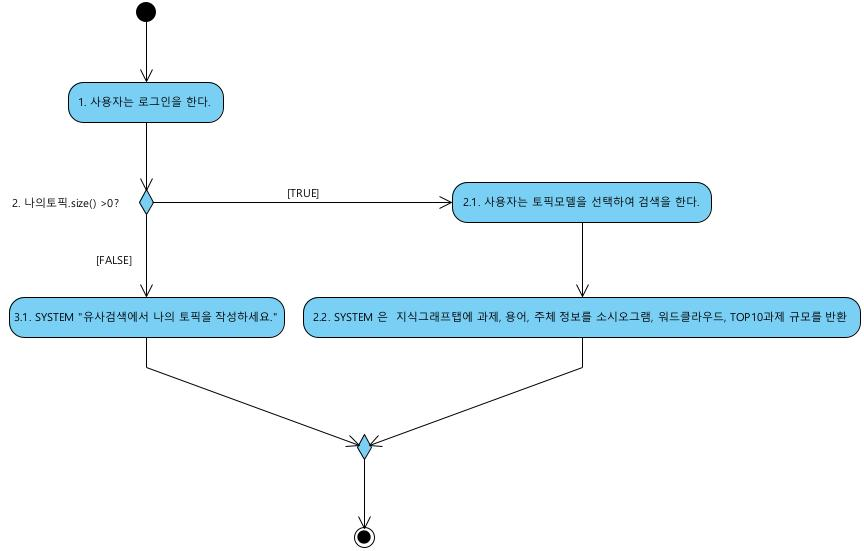 1. 사용자는 로그인을 한다.
2. 나의토픽.size() >0?
[TRUE]
2.1. 사용자는 토픽모델을 선택하여 검색을 한다.
[FALSE]
3.1. SYSTEM "유사검색에서 나의 토픽을 작성하세요."
2.2. SYSTEM 은 지식그래프탭에 과제, 용어, 주체 정보를 소시오그램, 워드클라우드, TOP10과제 규모를 반환